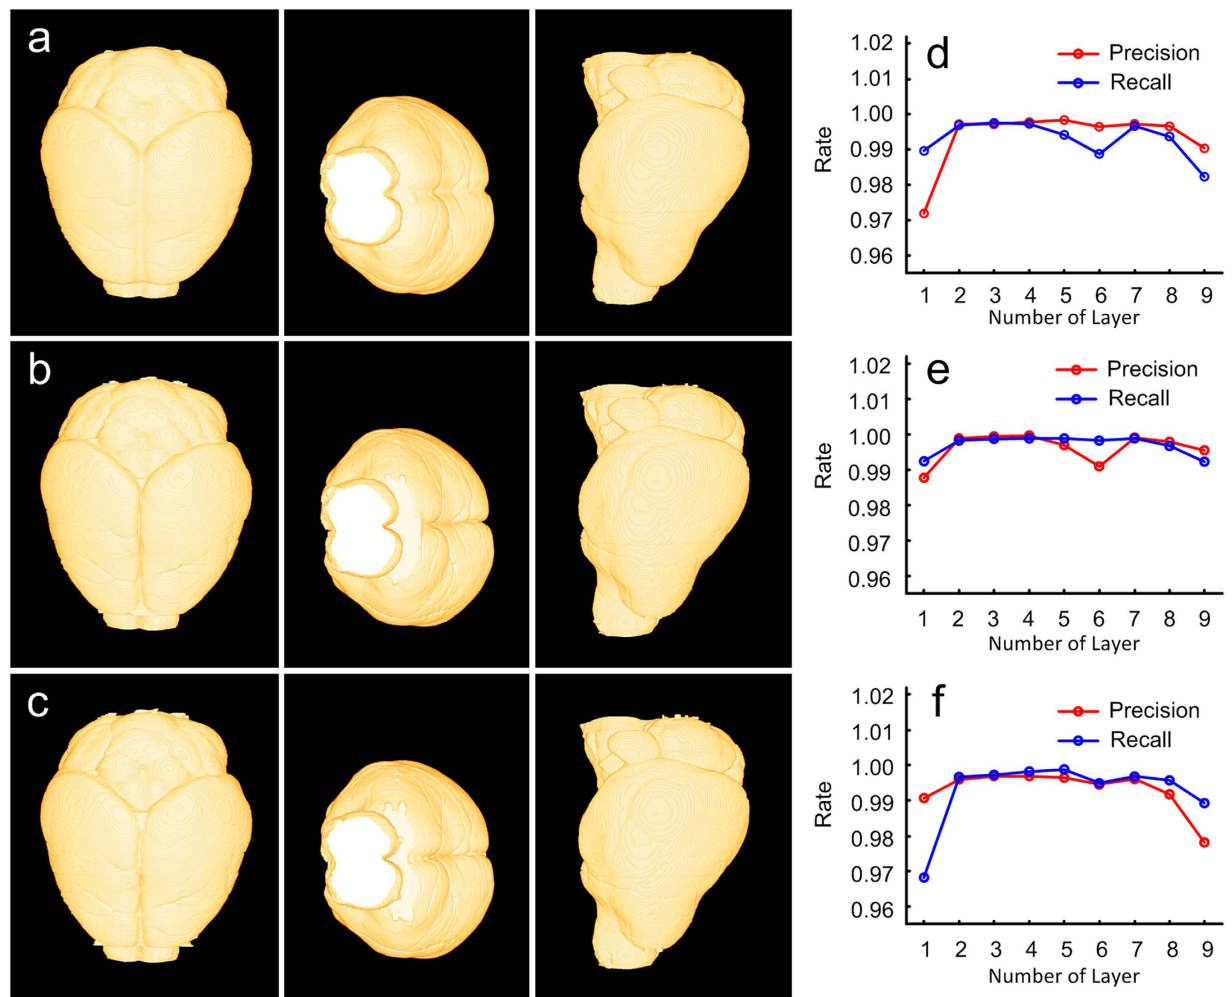 a
b
c
d
Precision
Recall
1.02
1.01
1.00
0.99
0.98
0.97
0.96
Rate
1 2 3 4 5 6 7 8 9
Number of Layer
e
Precision
Recall
1.02
1.01
1.00
0.99
0.98
0.97
0.96
Rate
1 2 3 4 5 6 7 8 9
Number of Layer
f
Precision
Recall
1.02
1.01
1.00
0.99
0.98
0.97
0.96
Rate
1 2 3 4 5 6 7 8 9
Number of Layer